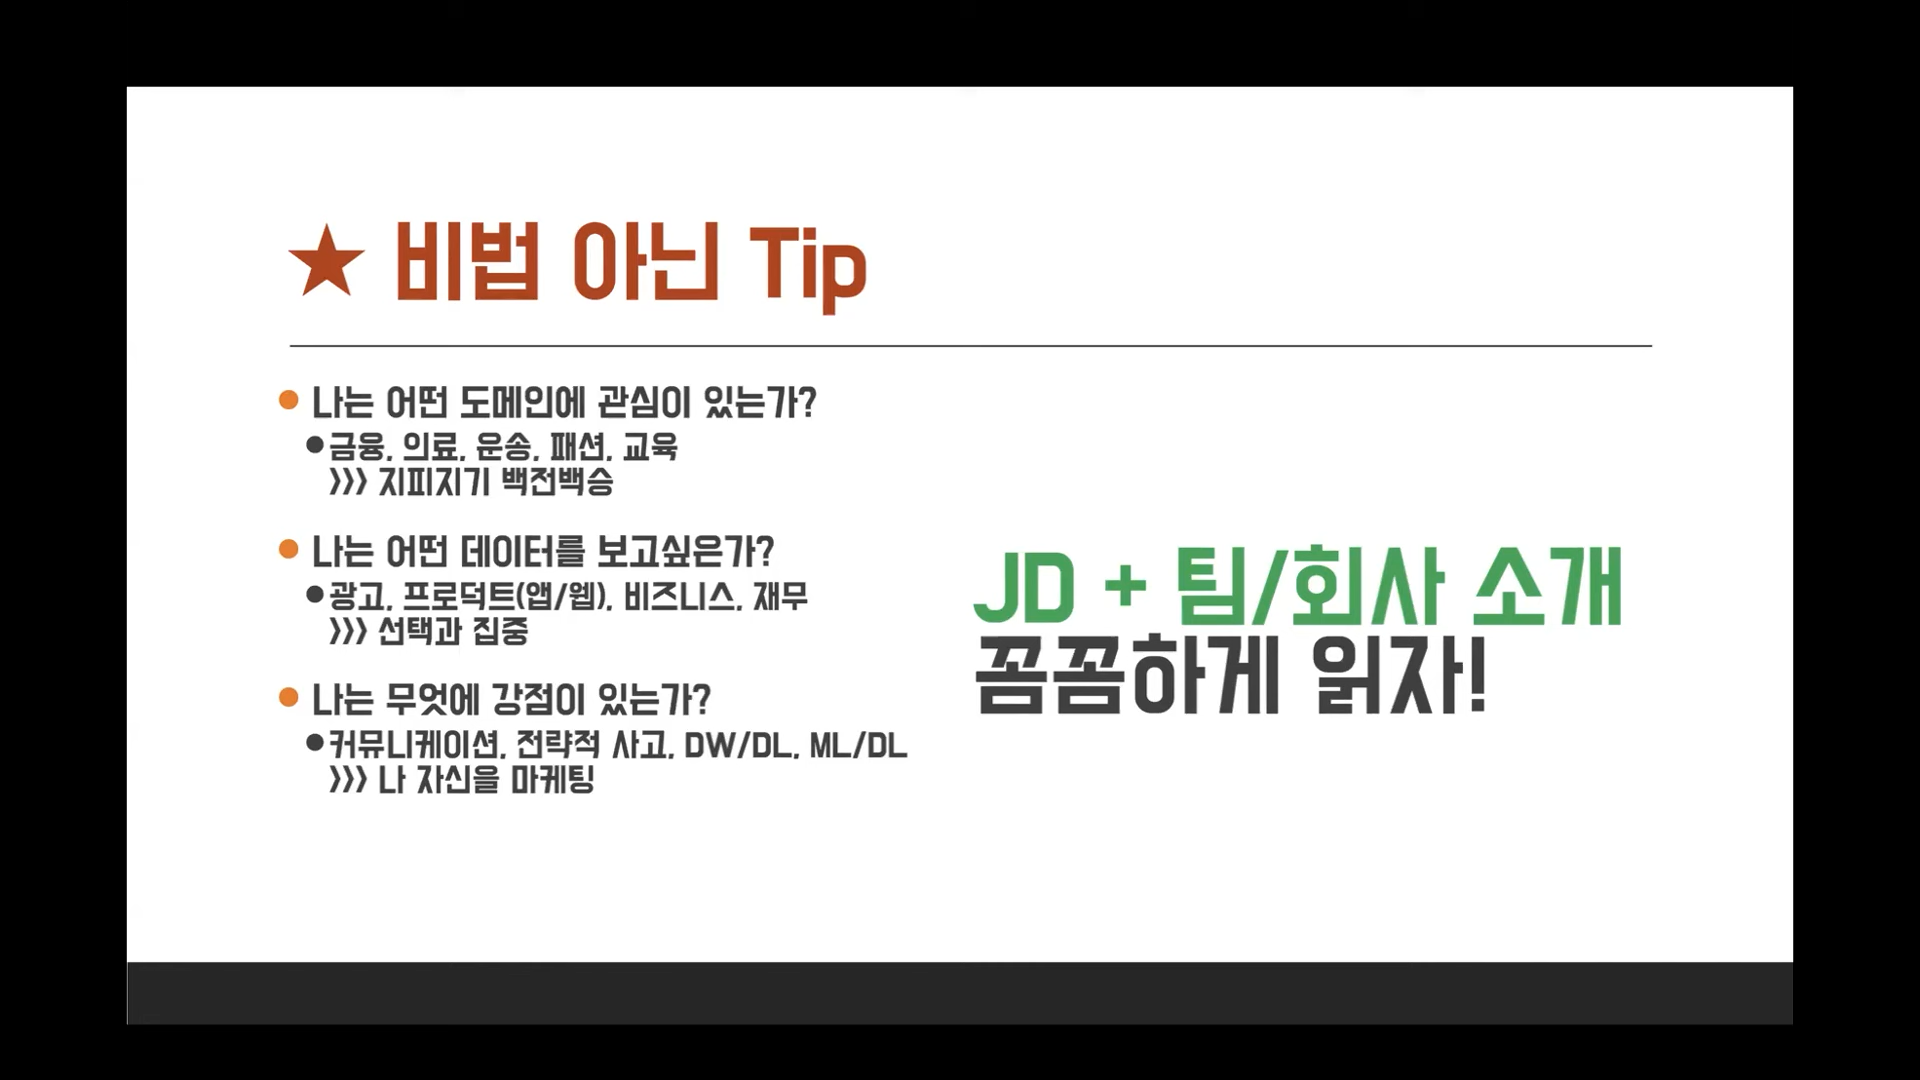 ★ 비법 아닌 Tip
● 나는 어떤 도메인에 관심이 있는가?
● 금융, 의료, 운송, 패션, 교육
>>> 지피지기 백전백승
● 나는 어떤 데이터를 보고싶은가?
● 광고, 프로덕트(앱/웹), 비즈니스, 재무
>>> 선택과 집중
● 나는 무엇에 강점이 있는가?
● 커뮤니케이션, 전략적 사고, DW/DL, ML/DL
>>> 나 자신을 마케팅
JD + 팀/회사 소개
꼼꼼하게 읽자!